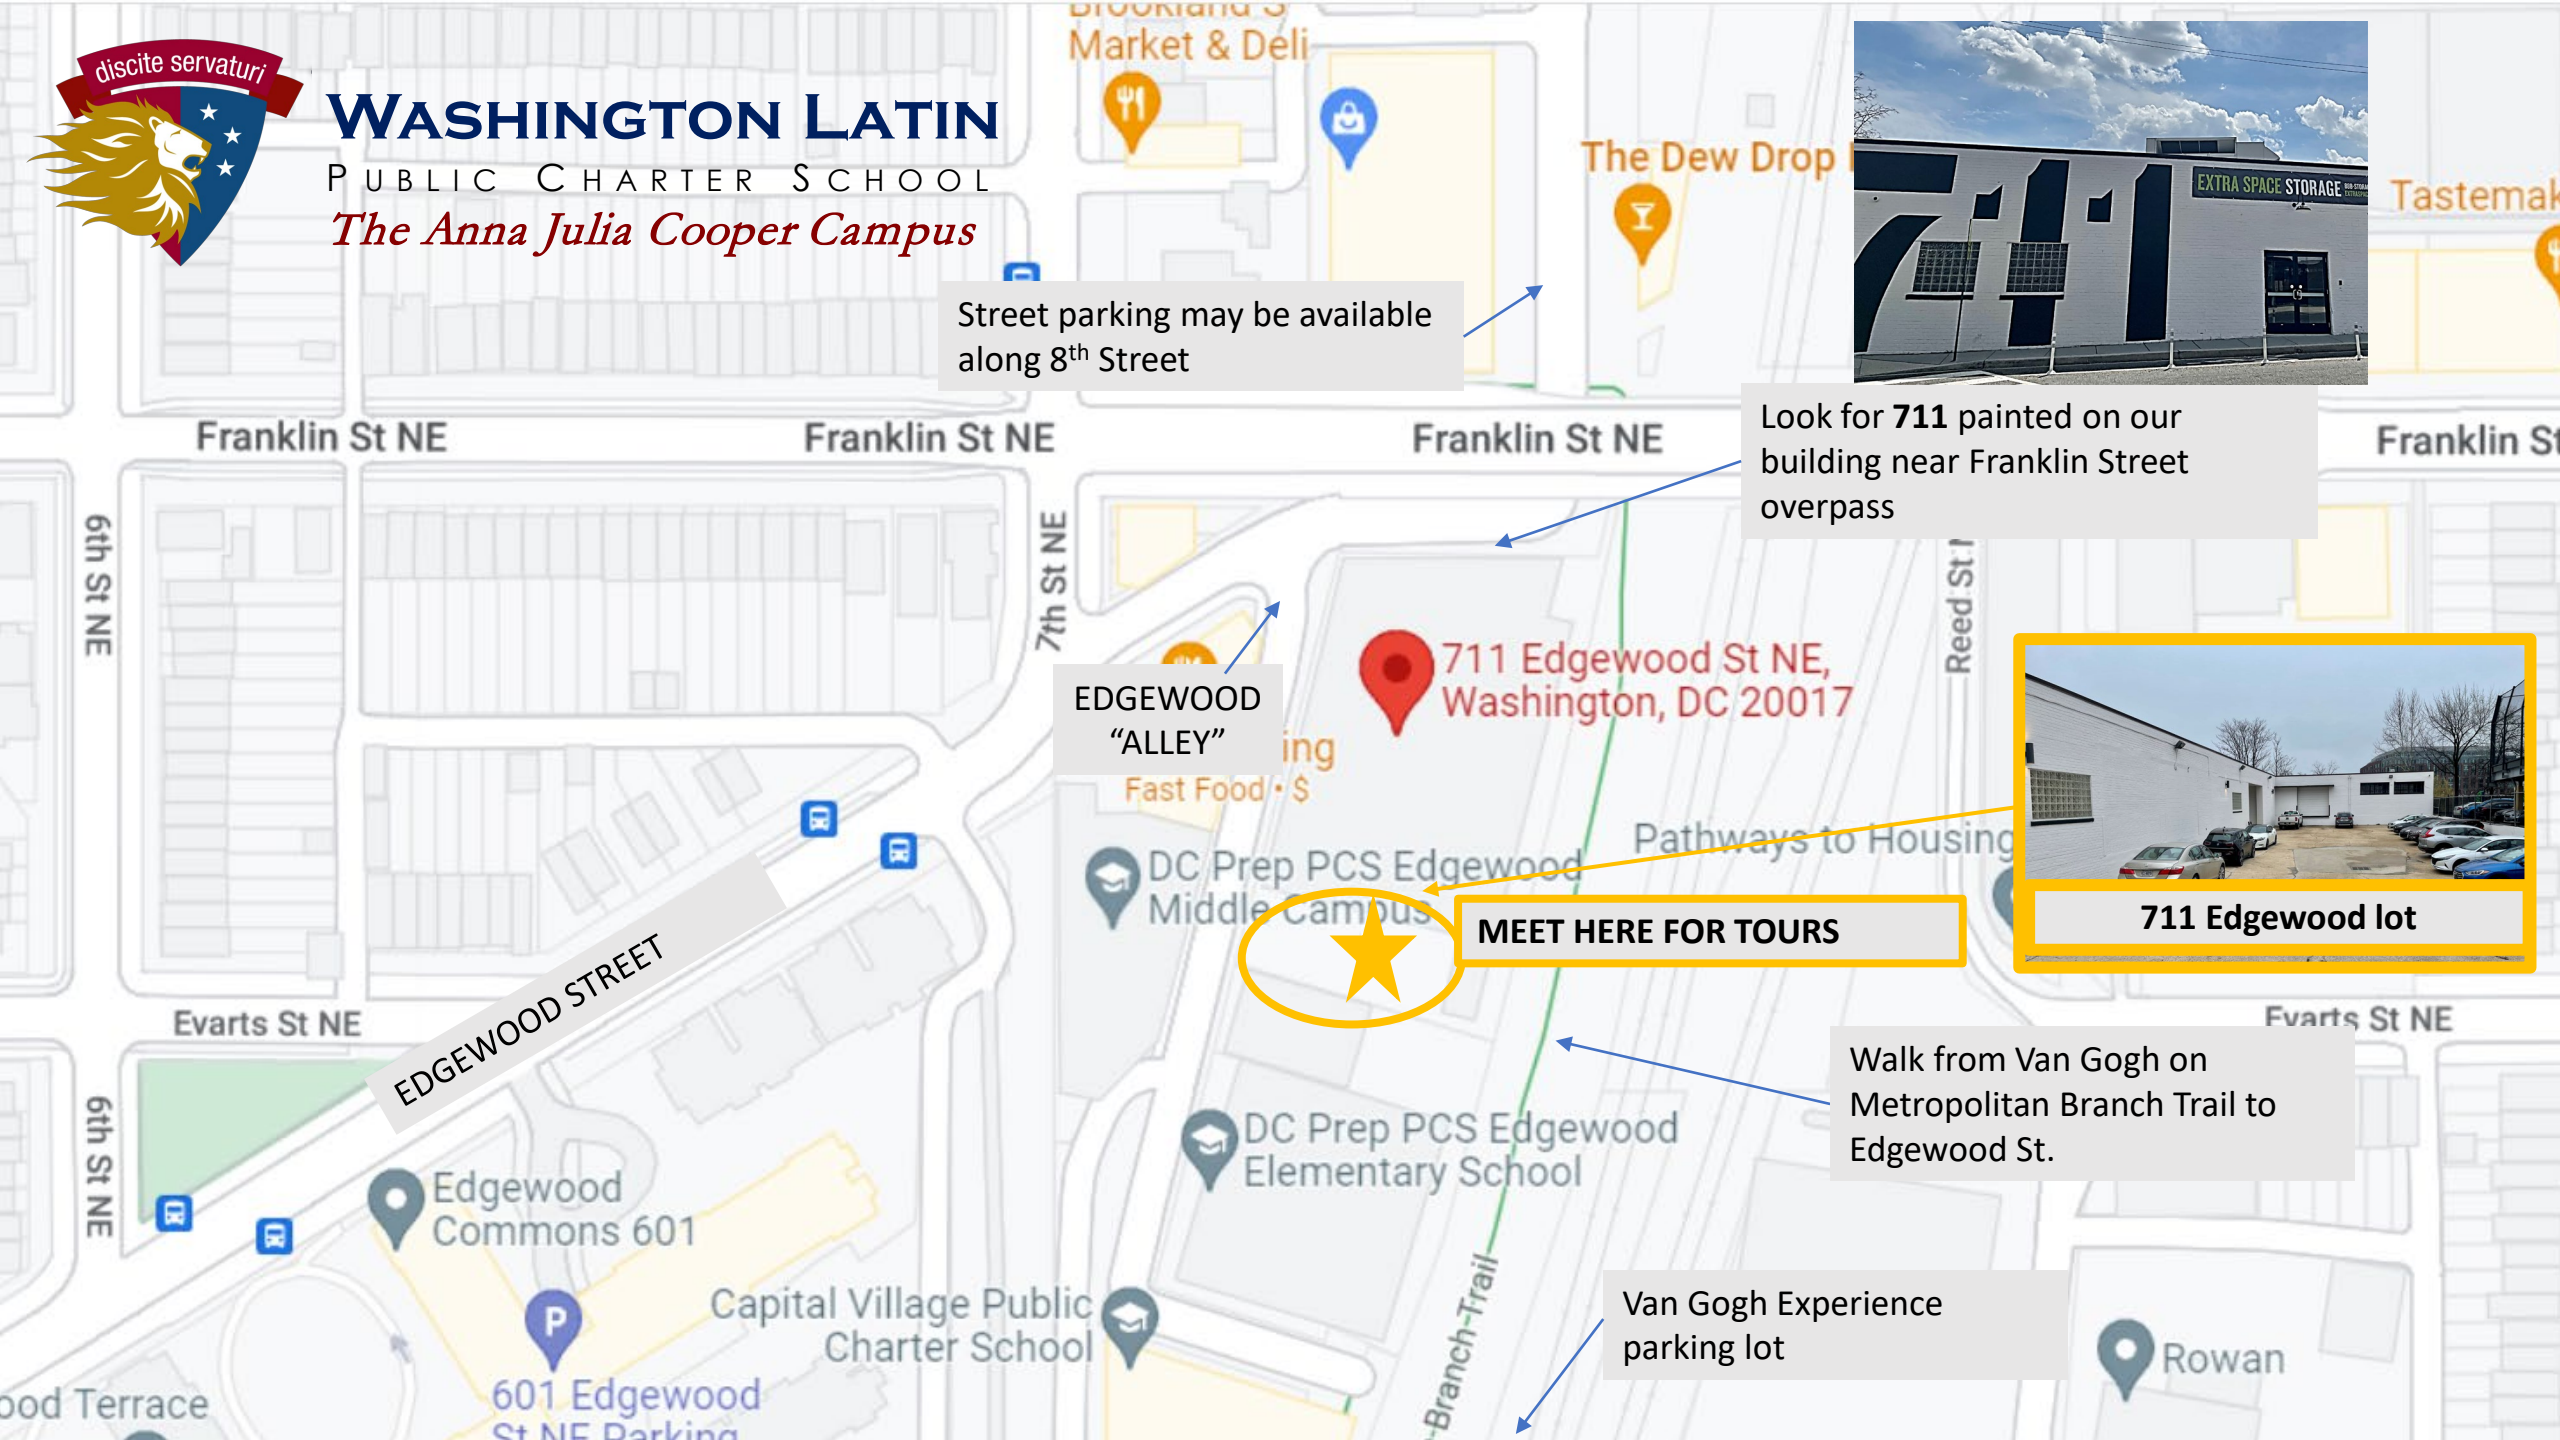 discite servaturi
WASHINGTON LATIN
PUBLIC CHARTER SCHOOL
The Anna Julia Cooper Campus
Market & Deli
The Dew Drop
EXTRA SPACE STORAGE
711
Street parking may be available
along 8th Street
Franklin St NE
Franklin St NE
Franklin St NE
Franklin St
Look for 711 painted on our
building near Franklin Street
overpass
6th St NE
7th St NE
Reed St
711 Edgewood St NE,
Washington, DC 20017
EDGEWOOD
“ALLEY”
Fast Food • $
DC Prep PCS Edgewood
Middle Campus
Pathways to Housing
MEET HERE FOR TOURS
711 Edgewood lot
EDGEWOOD STREET
Evarts St NE
Evarts St NE
Walk from Van Gogh on
Metropolitan Branch Trail to
Edgewood St.
6th St NE
DC Prep PCS Edgewood
Elementary School
Edgewood
Commons 601
Capital Village Public
Charter School
Branch-Trail
Van Gogh Experience
parking lot
Rowan
P
601 Edgewood
St NE Parking
Terrace